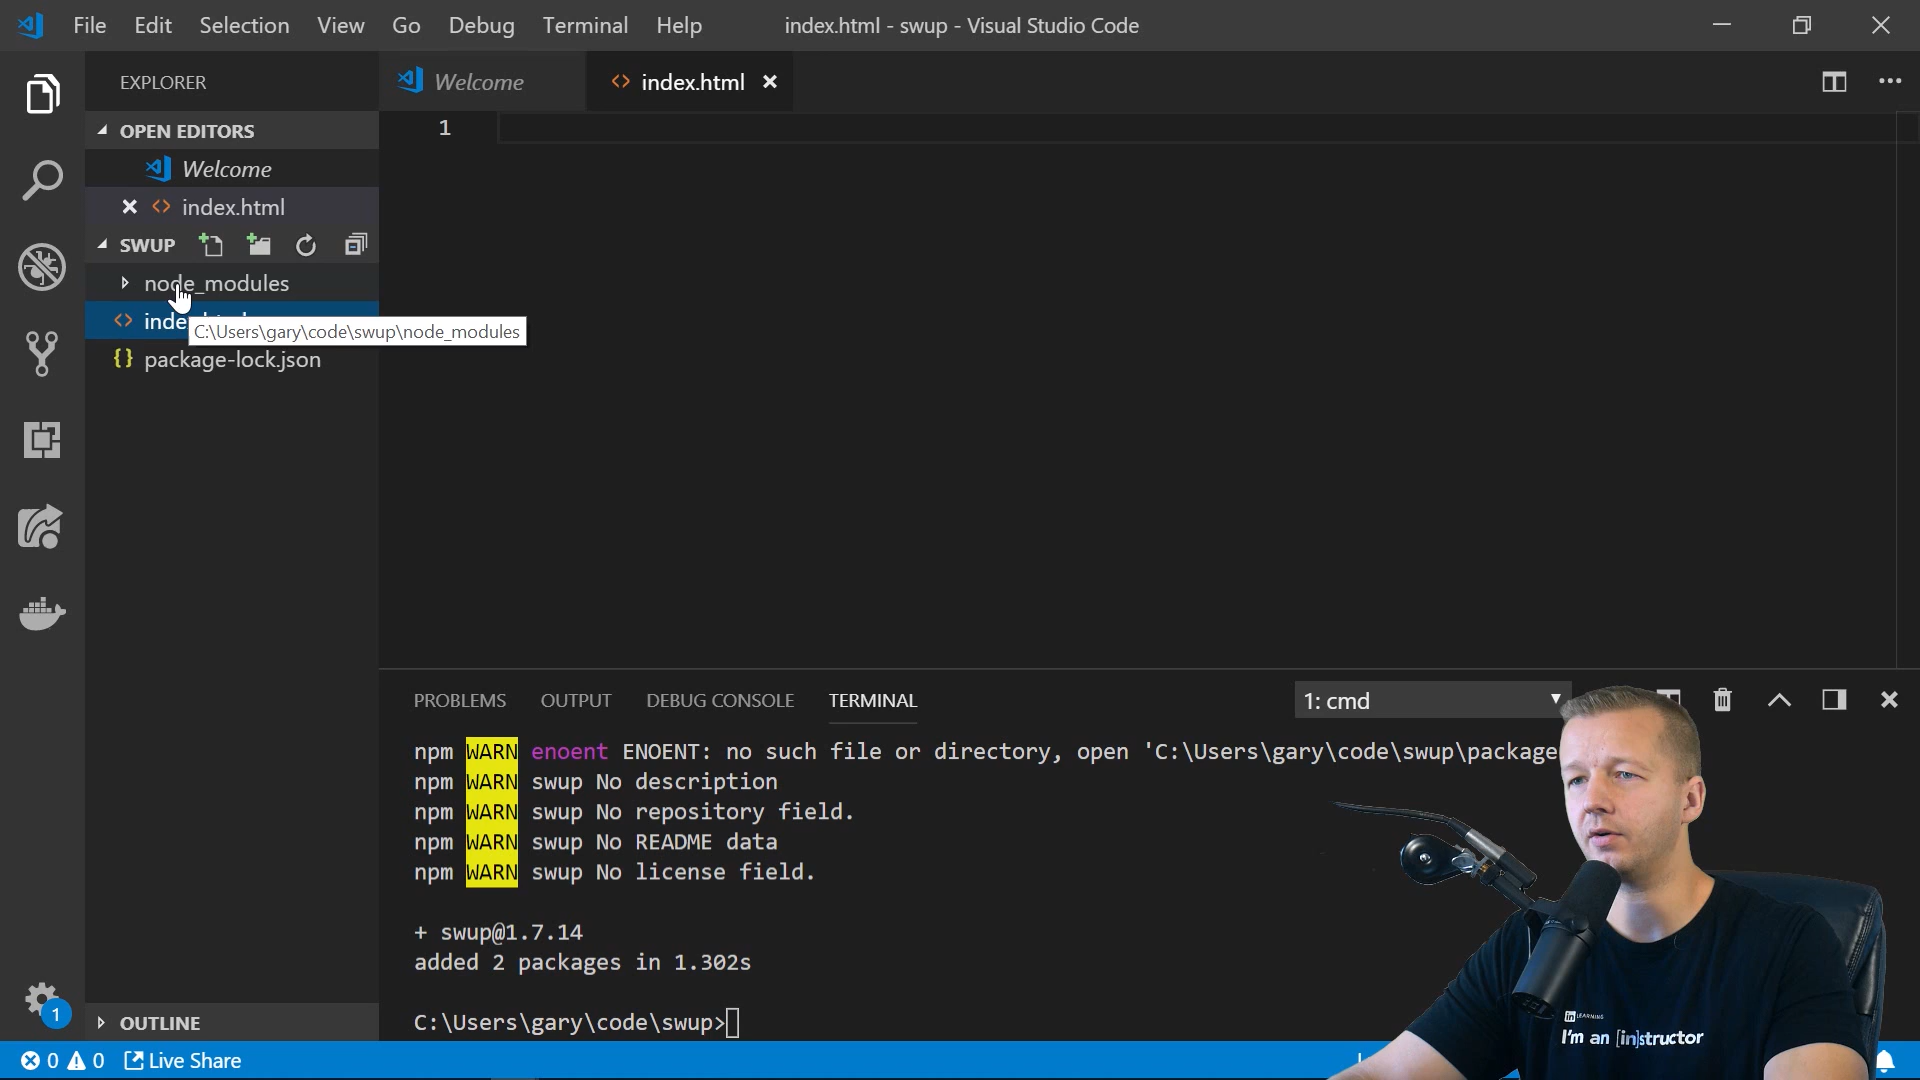 File Edit Selection View Go Debug Terminal Help index.html - swup - Visual Studio Code
EXPLORER
Welcome
index.html
OPEN EDITORS
Welcome
index.html
SWUP
node_modules
C:\Users\gary\code\swup\node_modules
package-lock.json
1
PROBLEMS OUTPUT DEBUG CONSOLE TERMINAL 1: cmd
npm WARN enoent ENOENT: no such file or directory, open 'C:\Users\gary\code\swup\package
npm WARN swup No description
npm WARN swup No repository field.
npm WARN swup No README data
npm WARN swup No license field.
+ swup@1.7.14
added 2 packages in 1.302s
C:\Users\gary\code\swup>
OUTLINE
1
0 0 Live Share
in LEARNING
I'm an [in]structor